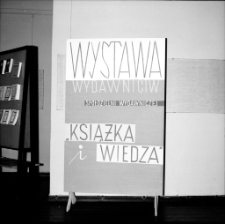 WYSTAWA
WYDAWNICTW
SPÓŁDZIELNI WYDAWNICZEJ
KSIĄŻKA
i WIEDZA